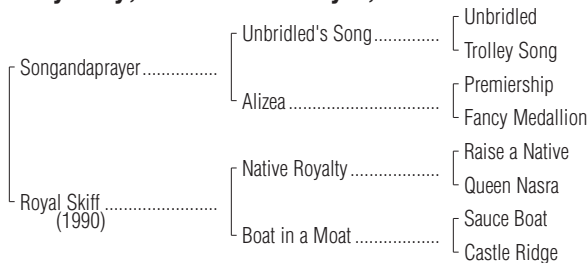 Unbridled
Unbridled's Song..............
Trolley Song
Songandaprayer................
Premiership
Alizea ................................
Fancy Medallion
Raise a Native
Native Royalty ...................
Queen Nasra
Royal Skiff ........................
(1990)
Sauce Boat
Boat in a Moat ..................
Castle Ridge